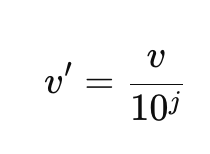 v′ = v / 10^j